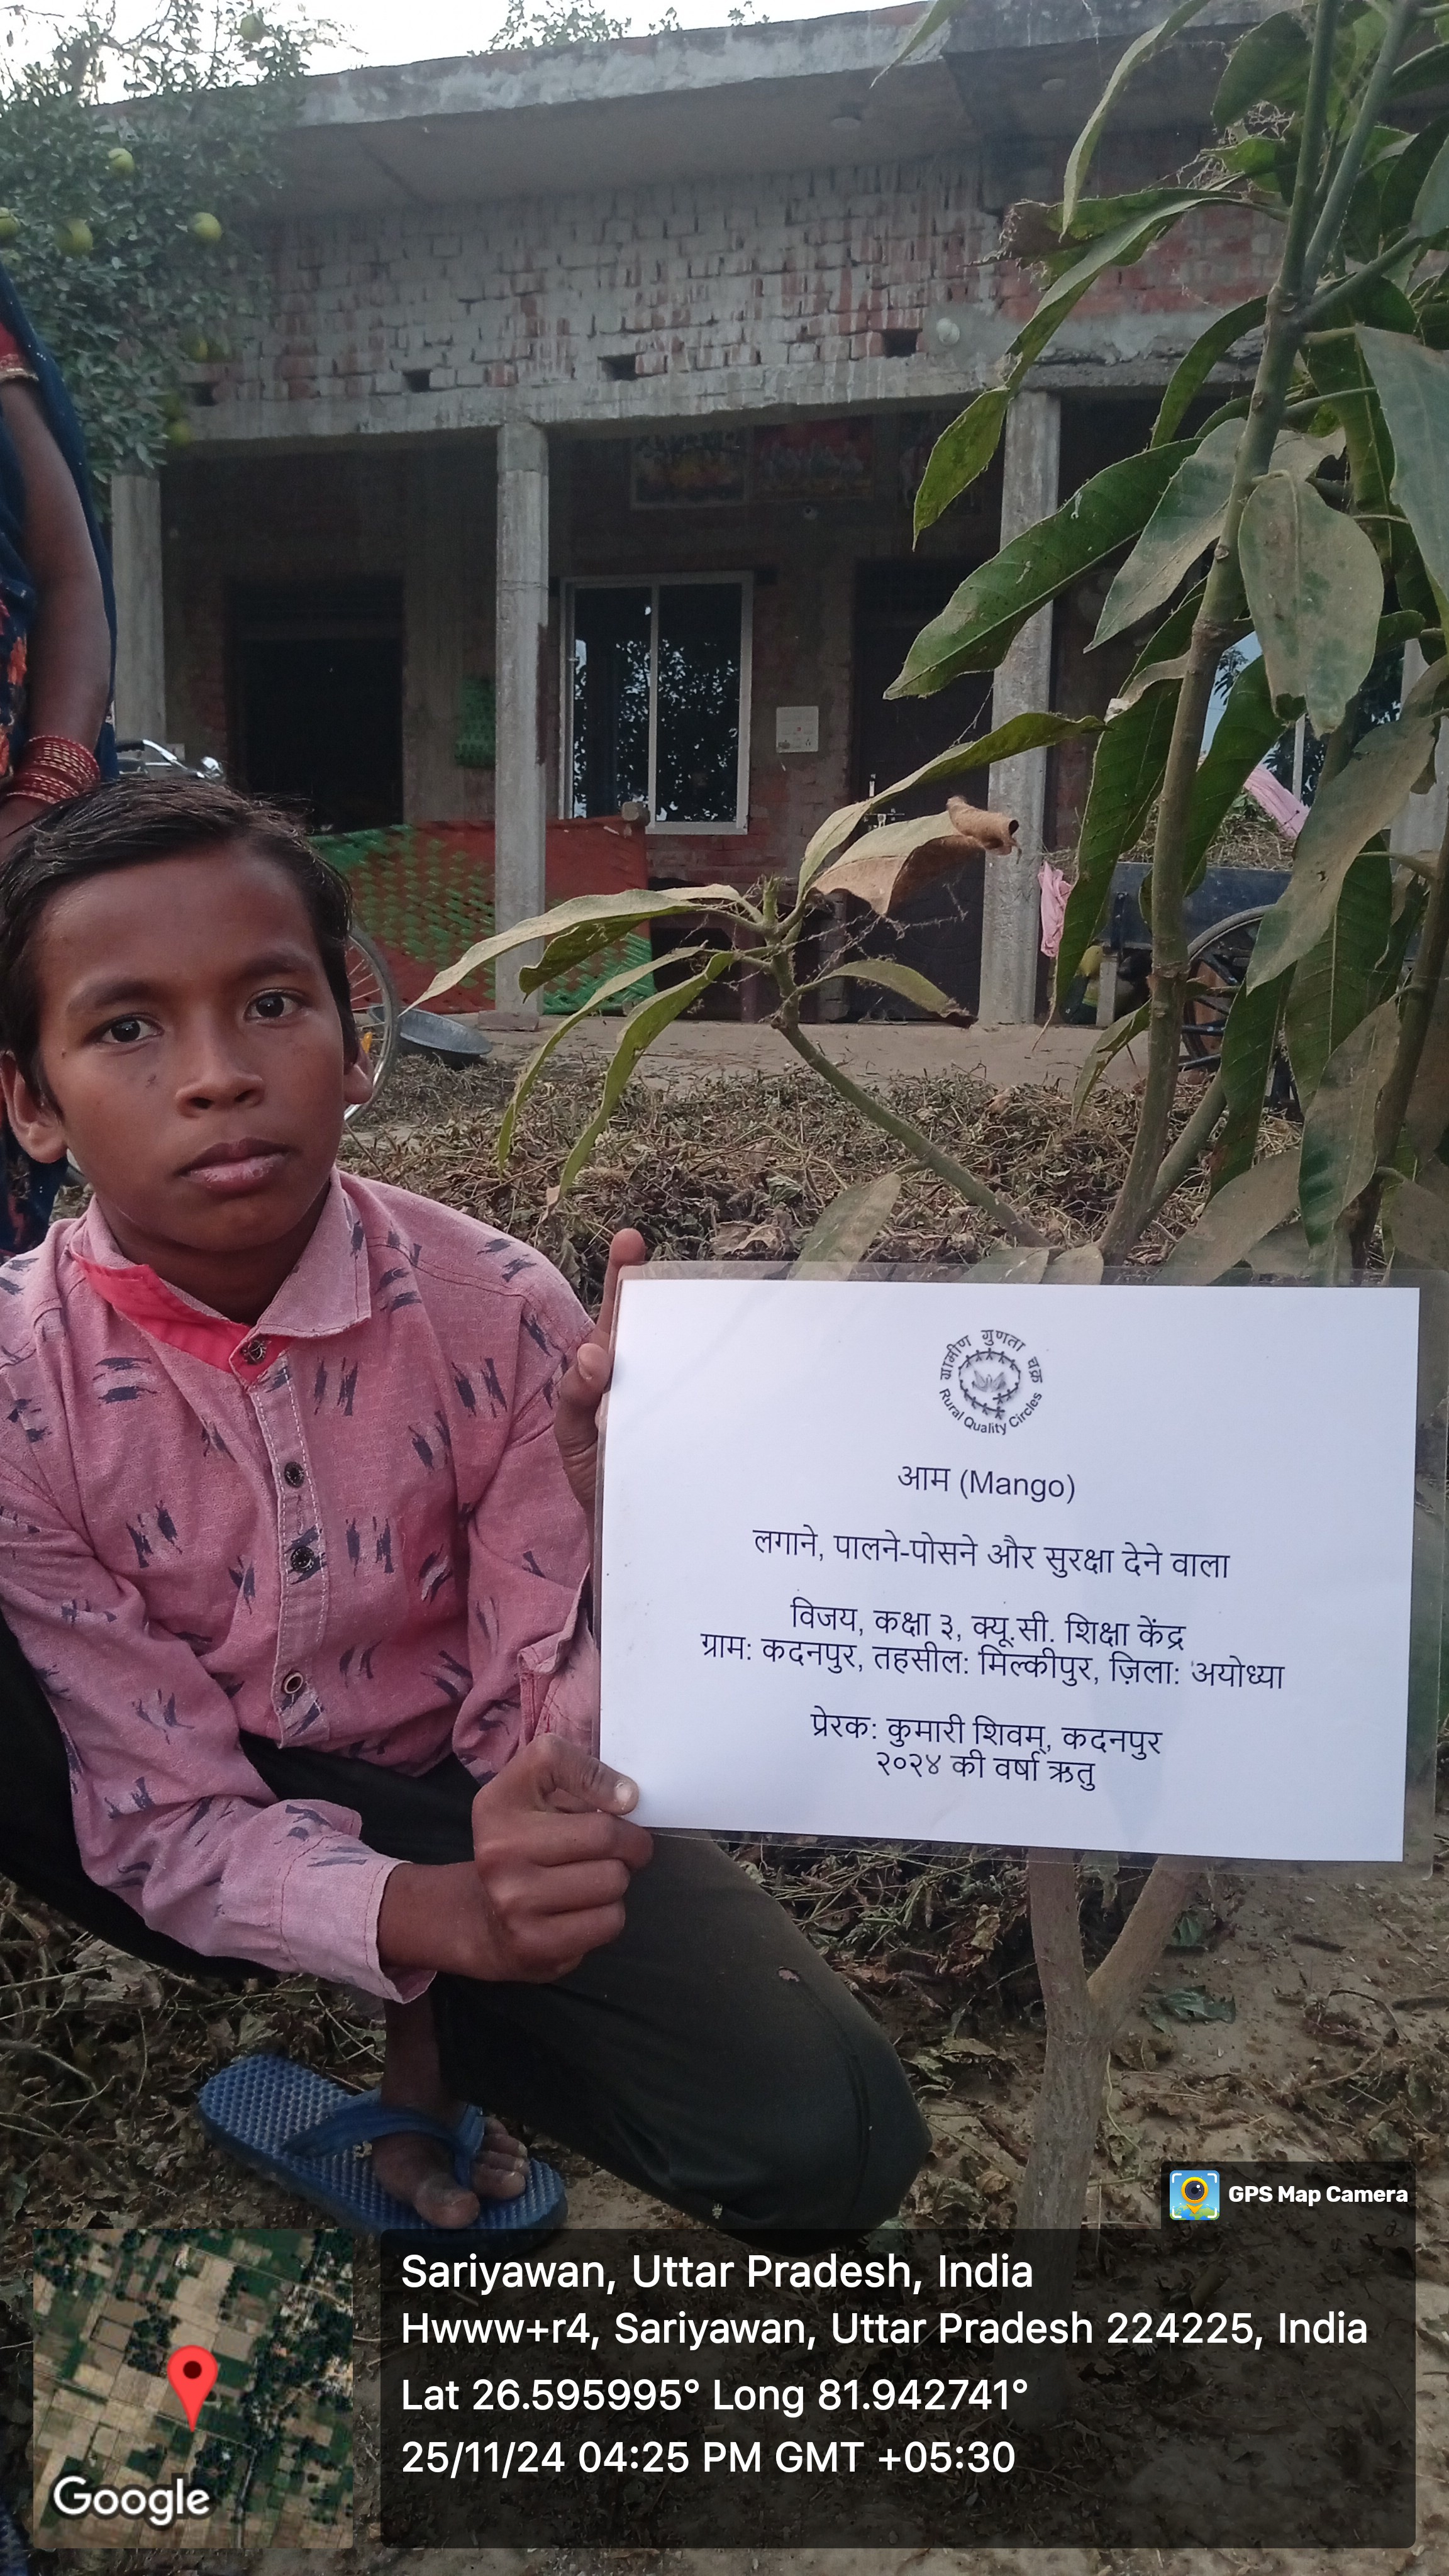 ग्रामीण गुणता चक्र
Rural Quality Circles
आम (Mango)
लगाने, पालने-पोसने और सुरक्षा देने वाला
विजय, कक्षा ३, क्यू.सी. शिक्षा केंद्र
ग्राम: कदनपुर, तहसील: मिल्कीपुर, ज़िला: अयोध्या
प्रेरक: कुमारी शिवम्, कदनपुर
२०२४ की वर्षा ऋतु
GPS Map Camera
Sariyawan, Uttar Pradesh, India
Hwww+r4, Sariyawan, Uttar Pradesh 224225, India
Lat 26.595995° Long 81.942741°
25/11/24 04:25 PM GMT +05:30
Google